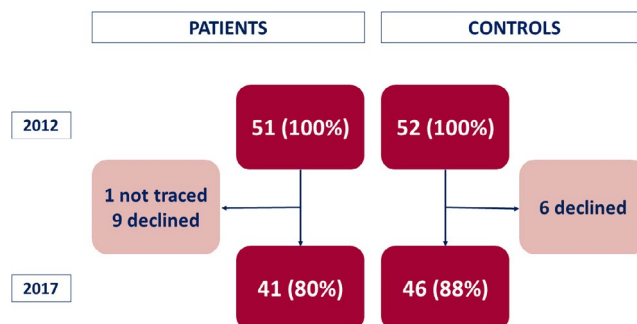 PATIENTS
CONTROLS
2012
51 (100%)
52 (100%)
1 not traced
9 declined
6 declined
2017
41 (80%)
46 (88%)